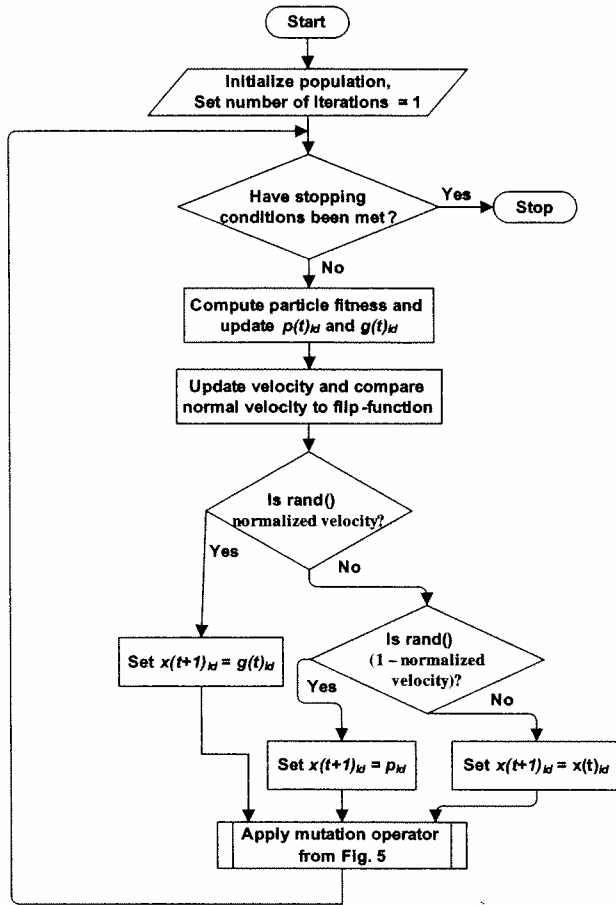 Start
Initialize population,
Set number of iterations = 1
Have stopping
conditions been met?
Yes
Stop
No
Compute particle fitness and
update p(t)id and g(t)id
Update velocity and compare
normal velocity to flip-function
Is rand()
normalized velocity?
Yes
No
Is rand()
(1 – normalized
velocity)?
Set x(t+1)id = g(t)id
Yes
No
Set x(t+1)id = pid
Set x(t+1)id = x(t)id
Apply mutation operator
from Fig. 5